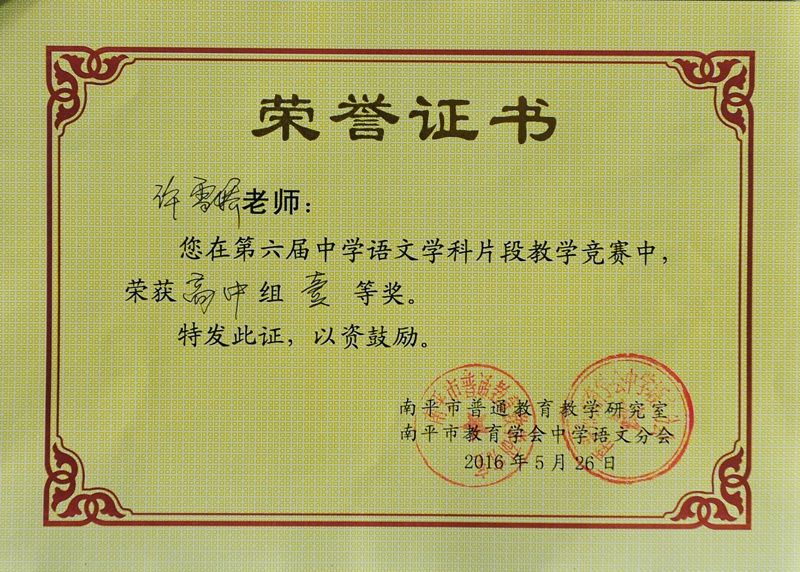 荣誉证书
许雪老师：
您在第六届中学语文学科片段教学竞赛中，
荣获高中组壹等奖。
特发此证，以资鼓励。
南平市普通教育教学研究室
南平市教育学会中学语文分会
2016年5月26日